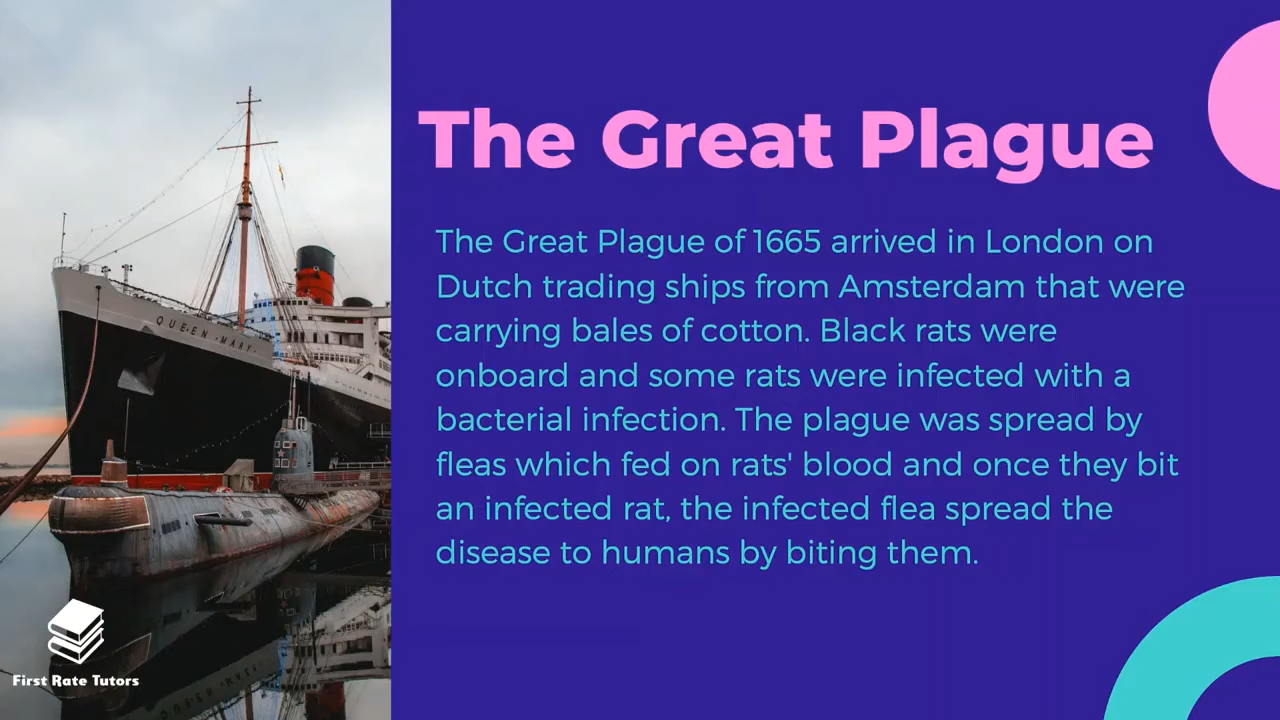 The Great Plague
The Great Plague of 1665 arrived in London on
Dutch trading ships from Amsterdam that were
carrying bales of cotton. Black rats were
onboard and some rats were infected with a
bacterial infection. The plague was spread by
fleas which fed on rats' blood and once they bit
an infected rat, the infected flea spread the
disease to humans by biting them.
QUEEN MARY
First Rate Tutors